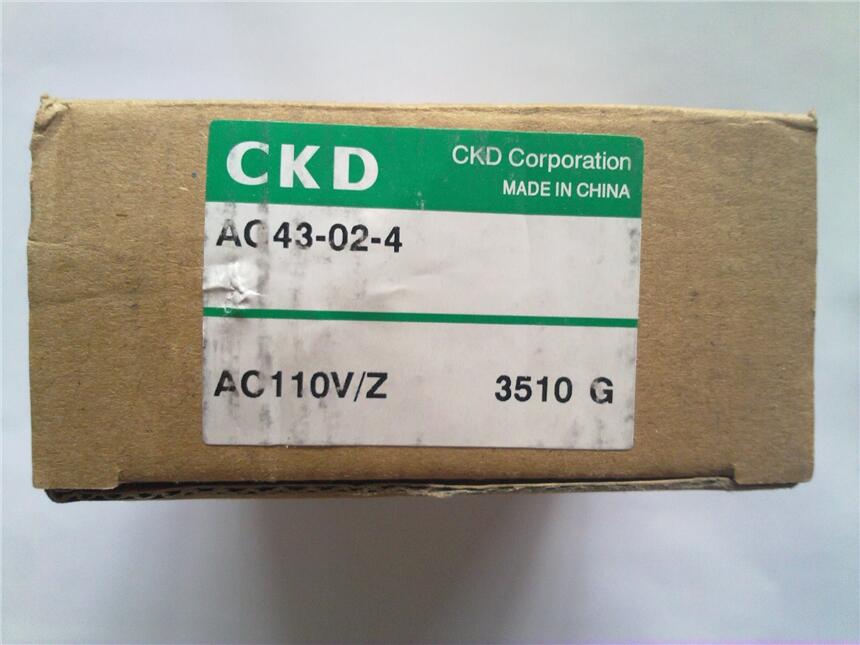 CKD
CKD Corporation
MADE IN CHINA
AC 43-02-4
AC110V/Z 3510 G